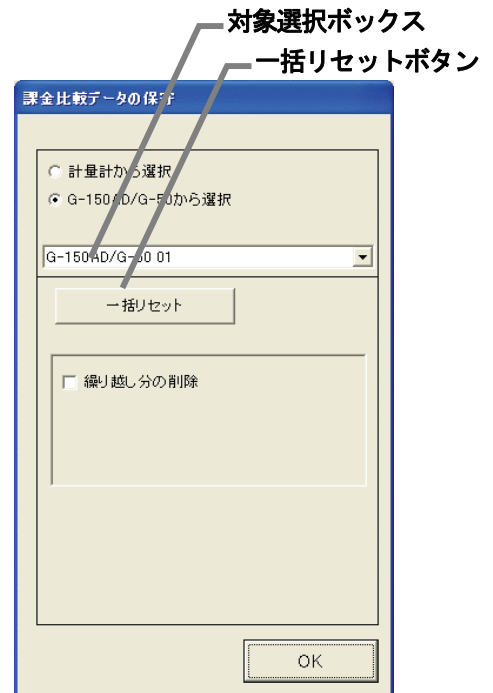 対象選択ボックス
一括リセットボタン
課金比較データの保守
計量計から選択
G-150AD/G-50から選択
G-150AD/G-50 01
一括リセット
繰り越し分の削除
OK